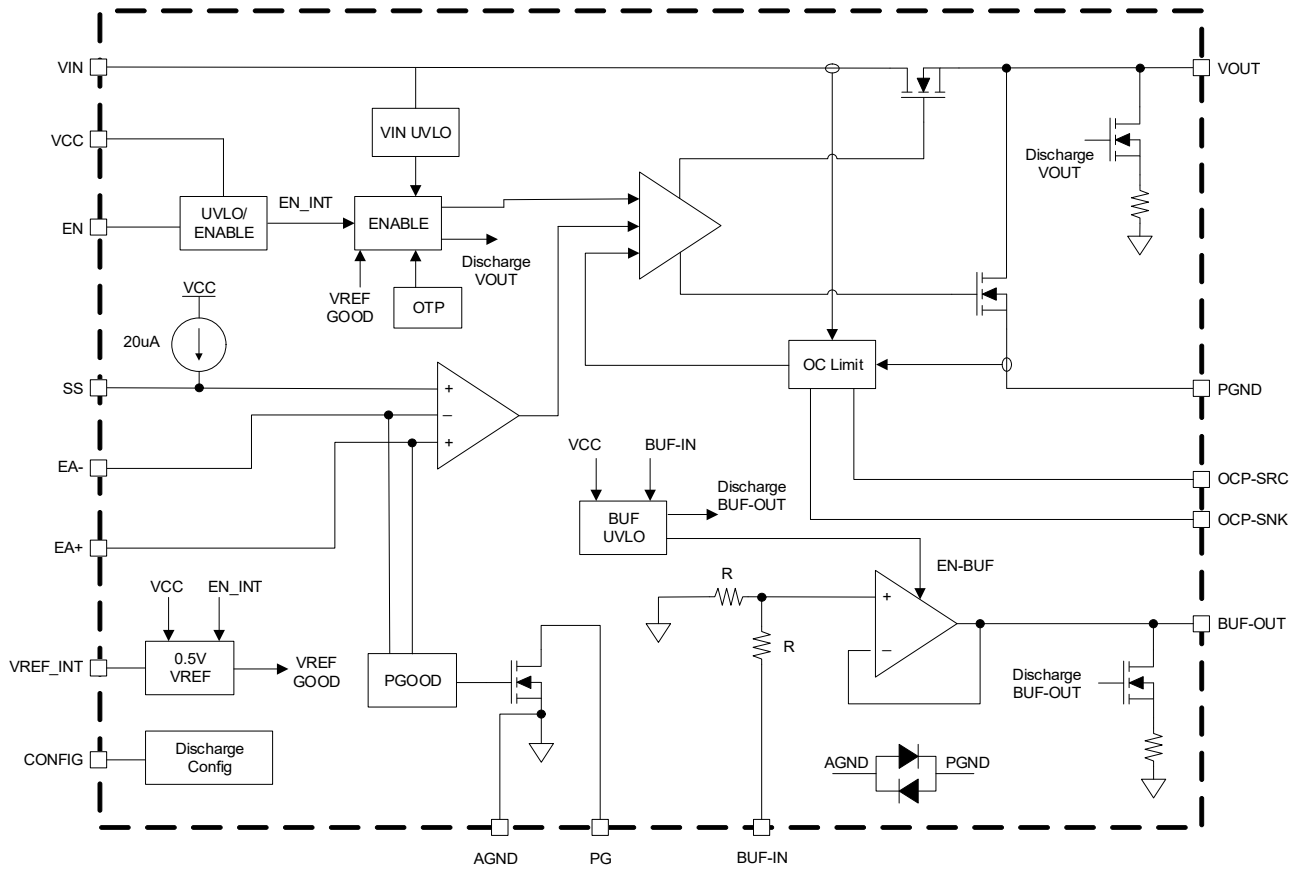 VIN
VOUT
VIN UVLO
VCC
Discharge
VOUT
EN
UVLO/
ENABLE
EN_INT
ENABLE
Discharge
VOUT
VREF
GOOD
OTP
VCC
20uA
SS
+
−
+
OC Limit
PGND
EA-
EA+
VCC
BUF-IN
BUF
UVLO
Discharge
BUF-OUT
OCP-SRC
OCP-SNK
EN-BUF
R
R
+
−
BUF-OUT
VCC
EN_INT
VREF_INT
0.5V
VREF
VREF
GOOD
PGOOD
Discharge
BUF-OUT
CONFIG
Discharge
Config
AGND
PGND
AGND
PG
BUF-IN